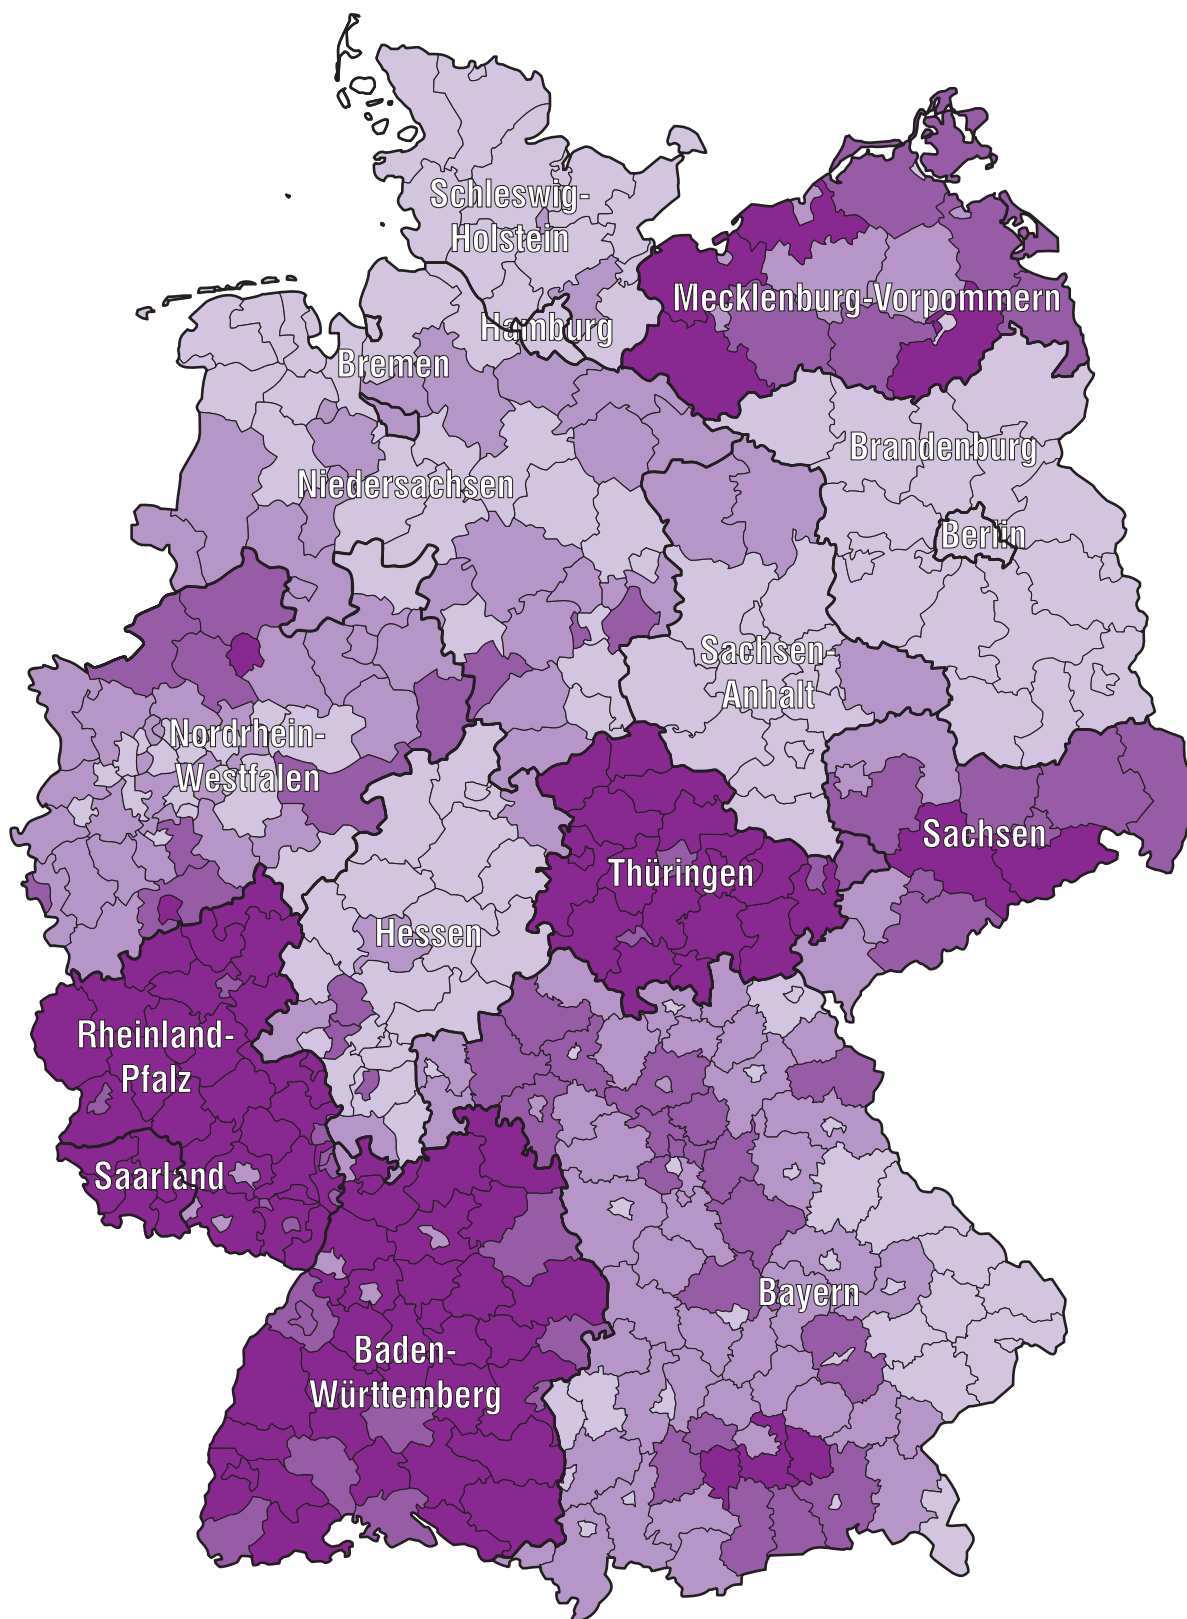 Schleswig-
Holstein
Mecklenburg-Vorpommern
Hamburg
Bremen
Brandenburg
Niedersachsen
Berlin
Sachsen-
Anhalt
Nordrhein-
Westfalen
Sachsen
Thüringen
Hessen
Rheinland-
Pfalz
Saarland
Bayern
Baden-
Württemberg